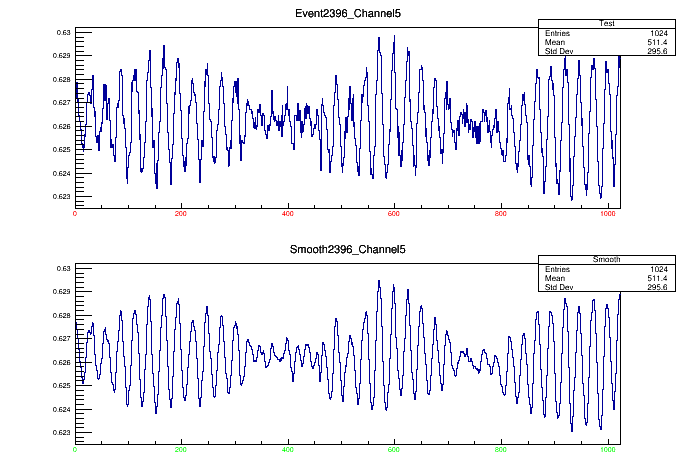 Event2396_Channel5
Test
Entries 1024
Mean 511.4
Std Dev 295.6
0.63
0.629
0.628
0.627
0.626
0.625
0.624
0.623
0 200 400 600 800 1000
Smooth2396_Channel5
Smooth
Entries 1024
Mean 511.4
Std Dev 295.6
0.63
0.629
0.628
0.627
0.626
0.625
0.624
0.623
0 200 400 600 800 1000